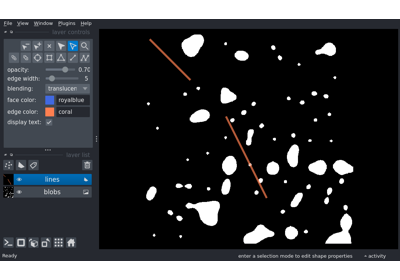 File View Window Plugins Help
layer controls
opacity: 0.70
edge width: 5
blending: translucent
face color: royalblue
edge color: coral
display text:
layer list
lines
blobs
Ready enter a selection mode to edit shape properties activity